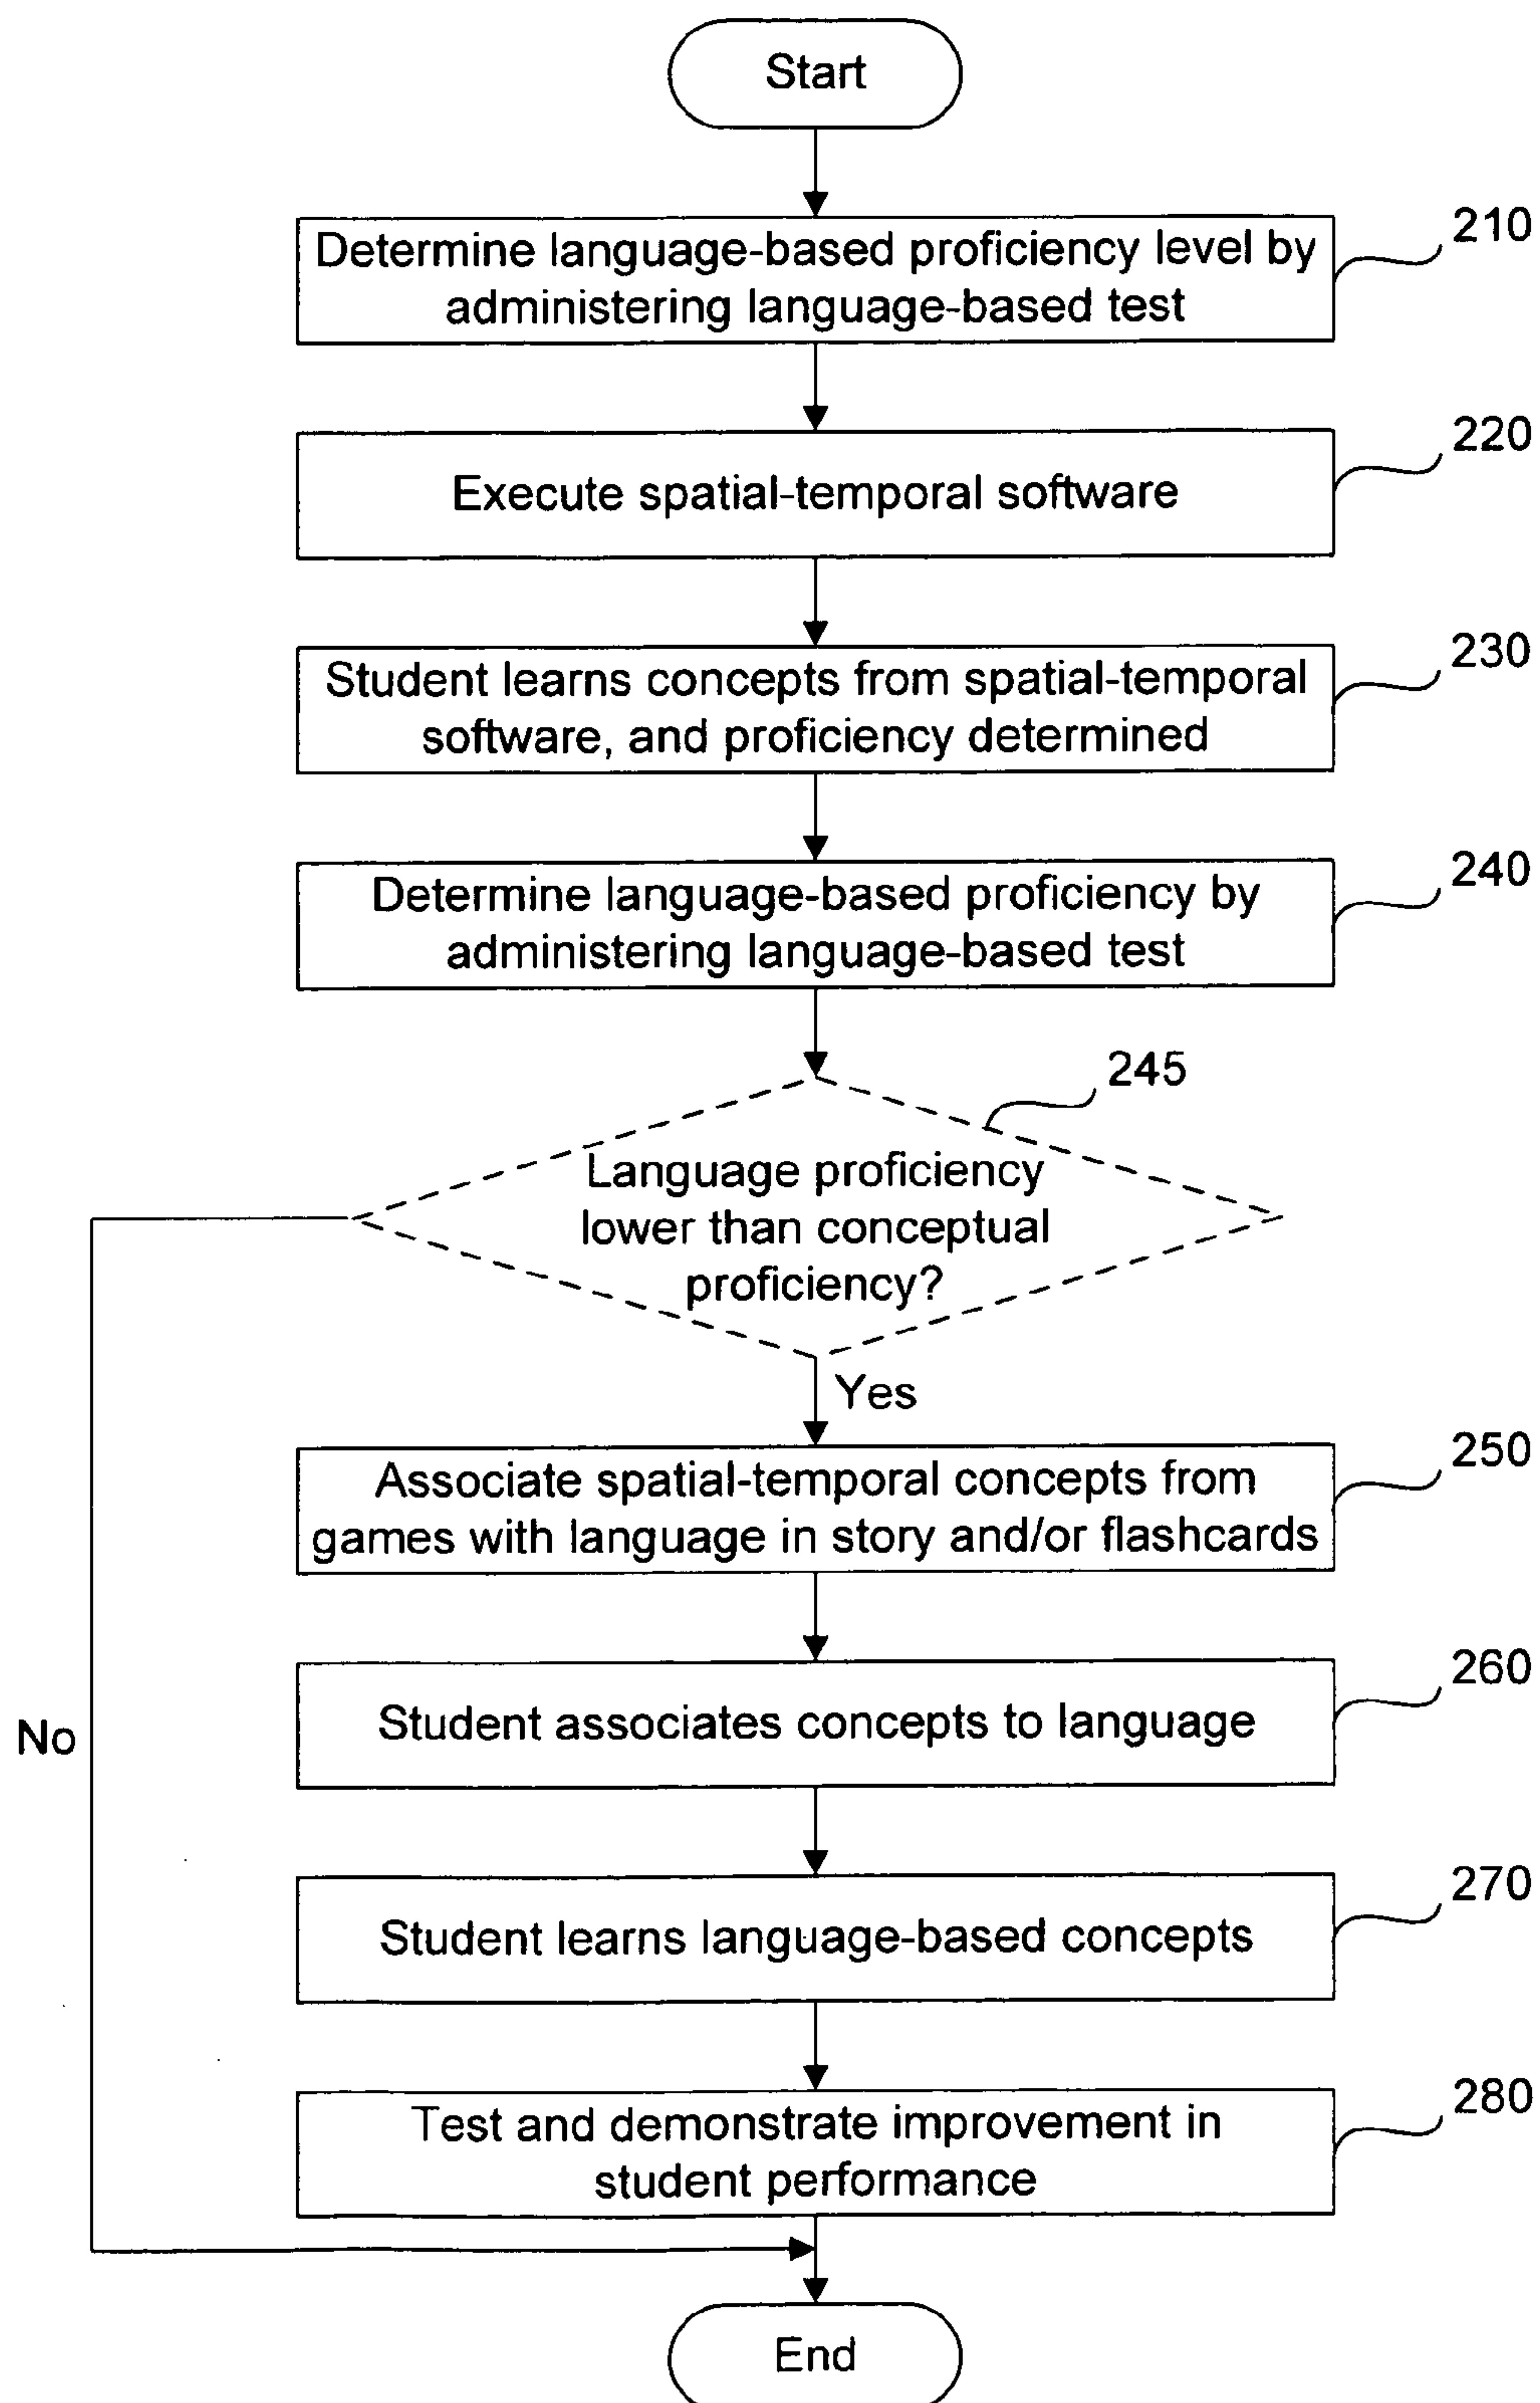 Start
Determine language-based proficiency level by
administering language-based test
210
Execute spatial-temporal software
220
Student learns concepts from spatial-temporal
software, and proficiency determined
230
Determine language-based proficiency by
administering language-based test
240
245
Language proficiency
lower than conceptual
proficiency?
Yes
Associate spatial-temporal concepts from
games with language in story and/or flashcards
250
Student associates concepts to language
260
No
Student learns language-based concepts
270
Test and demonstrate improvement in
student performance
280
End